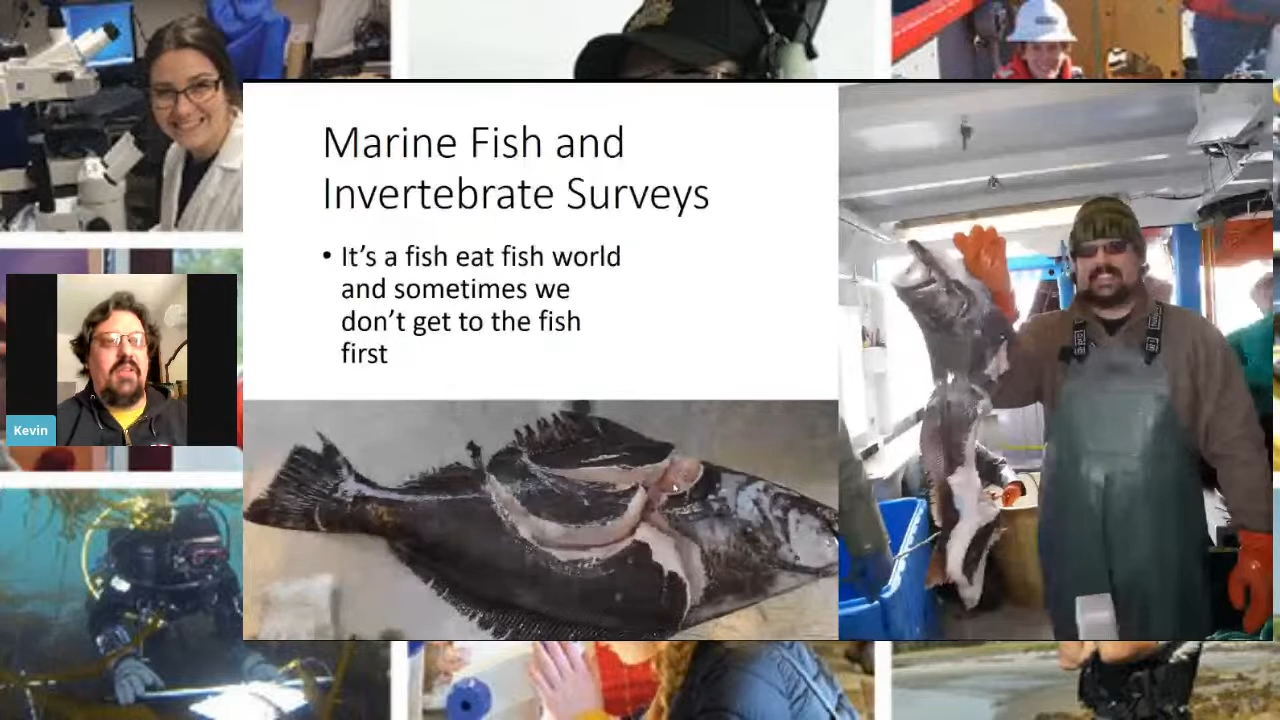 Marine Fish and
Invertebrate Surveys
• It's a fish eat fish world
and sometimes we
don't get to the fish
first
Kevin